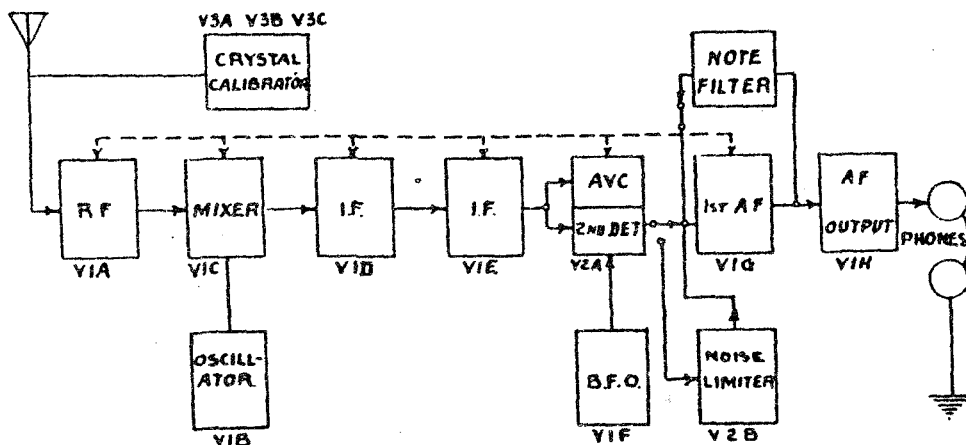 V3A V3B V3C
CRYSTAL
CALIBRATOR
NOTE
FILTER
RF
MIXER
I.F.
I.F.
AVC
2ND DET
1ST AF
AF
OUTPUT
PHONES
V1A
V1C
V1D
V1E
V2A
V1G
V1H
OSCILL-
ATOR
B.F.O.
NOISE
LIMITER
V1B
V1F
V2B